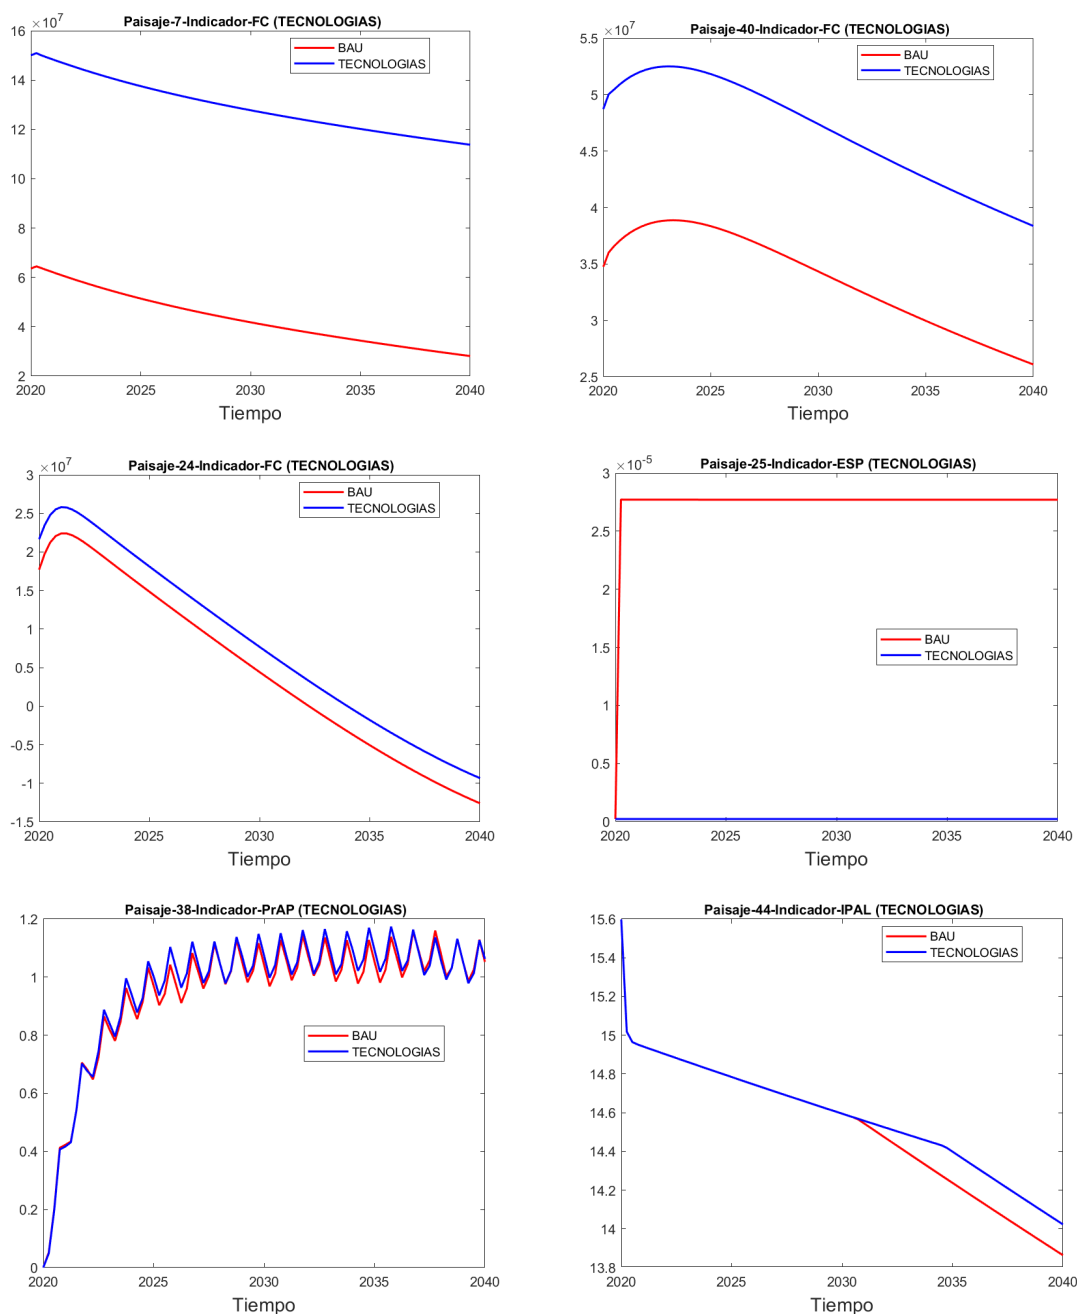 Paisaje-7-Indicador-FC (TECNOLOGIAS)
×10^7
16
14
12
10
8
6
4
2
2020 2025 2030 2035 2040
Tiempo
BAU
TECNOLOGIAS
Paisaje-40-Indicador-FC (TECNOLOGIAS)
×10^7
5.5
5
4.5
4
3.5
3
2.5
2020 2025 2030 2035 2040
Tiempo
BAU
TECNOLOGIAS
Paisaje-24-Indicador-FC (TECNOLOGIAS)
×10^7
3
2.5
2
1.5
1
0.5
0
-0.5
-1
-1.5
2020 2025 2030 2035 2040
Tiempo
BAU
TECNOLOGIAS
Paisaje-25-Indicador-ESP (TECNOLOGIAS)
×10^-5
3
2.5
2
1.5
1
0.5
0
2020 2025 2030 2035 2040
Tiempo
BAU
TECNOLOGIAS
Paisaje-38-Indicador-PrAP (TECNOLOGIAS)
1.2
1
0.8
0.6
0.4
0.2
0
2020 2025 2030 2035 2040
Tiempo
BAU
TECNOLOGIAS
Paisaje-44-Indicador-IPAL (TECNOLOGIAS)
15.6
15.4
15.2
15
14.8
14.6
14.4
14.2
14
13.8
2020 2025 2030 2035 2040
Tiempo
BAU
TECNOLOGIAS